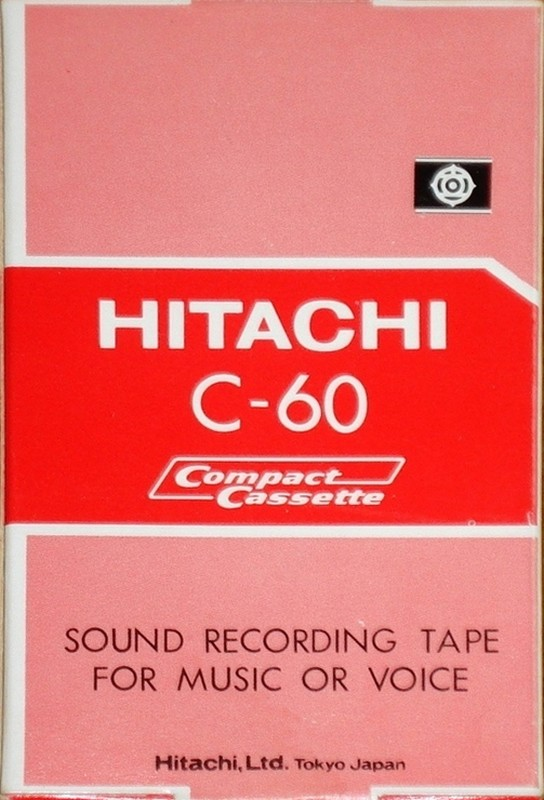 HITACHI
C-60
Compact
Cassette
SOUND RECORDING TAPE
FOR MUSIC OR VOICE
Hitachi, Ltd. Tokyo Japan